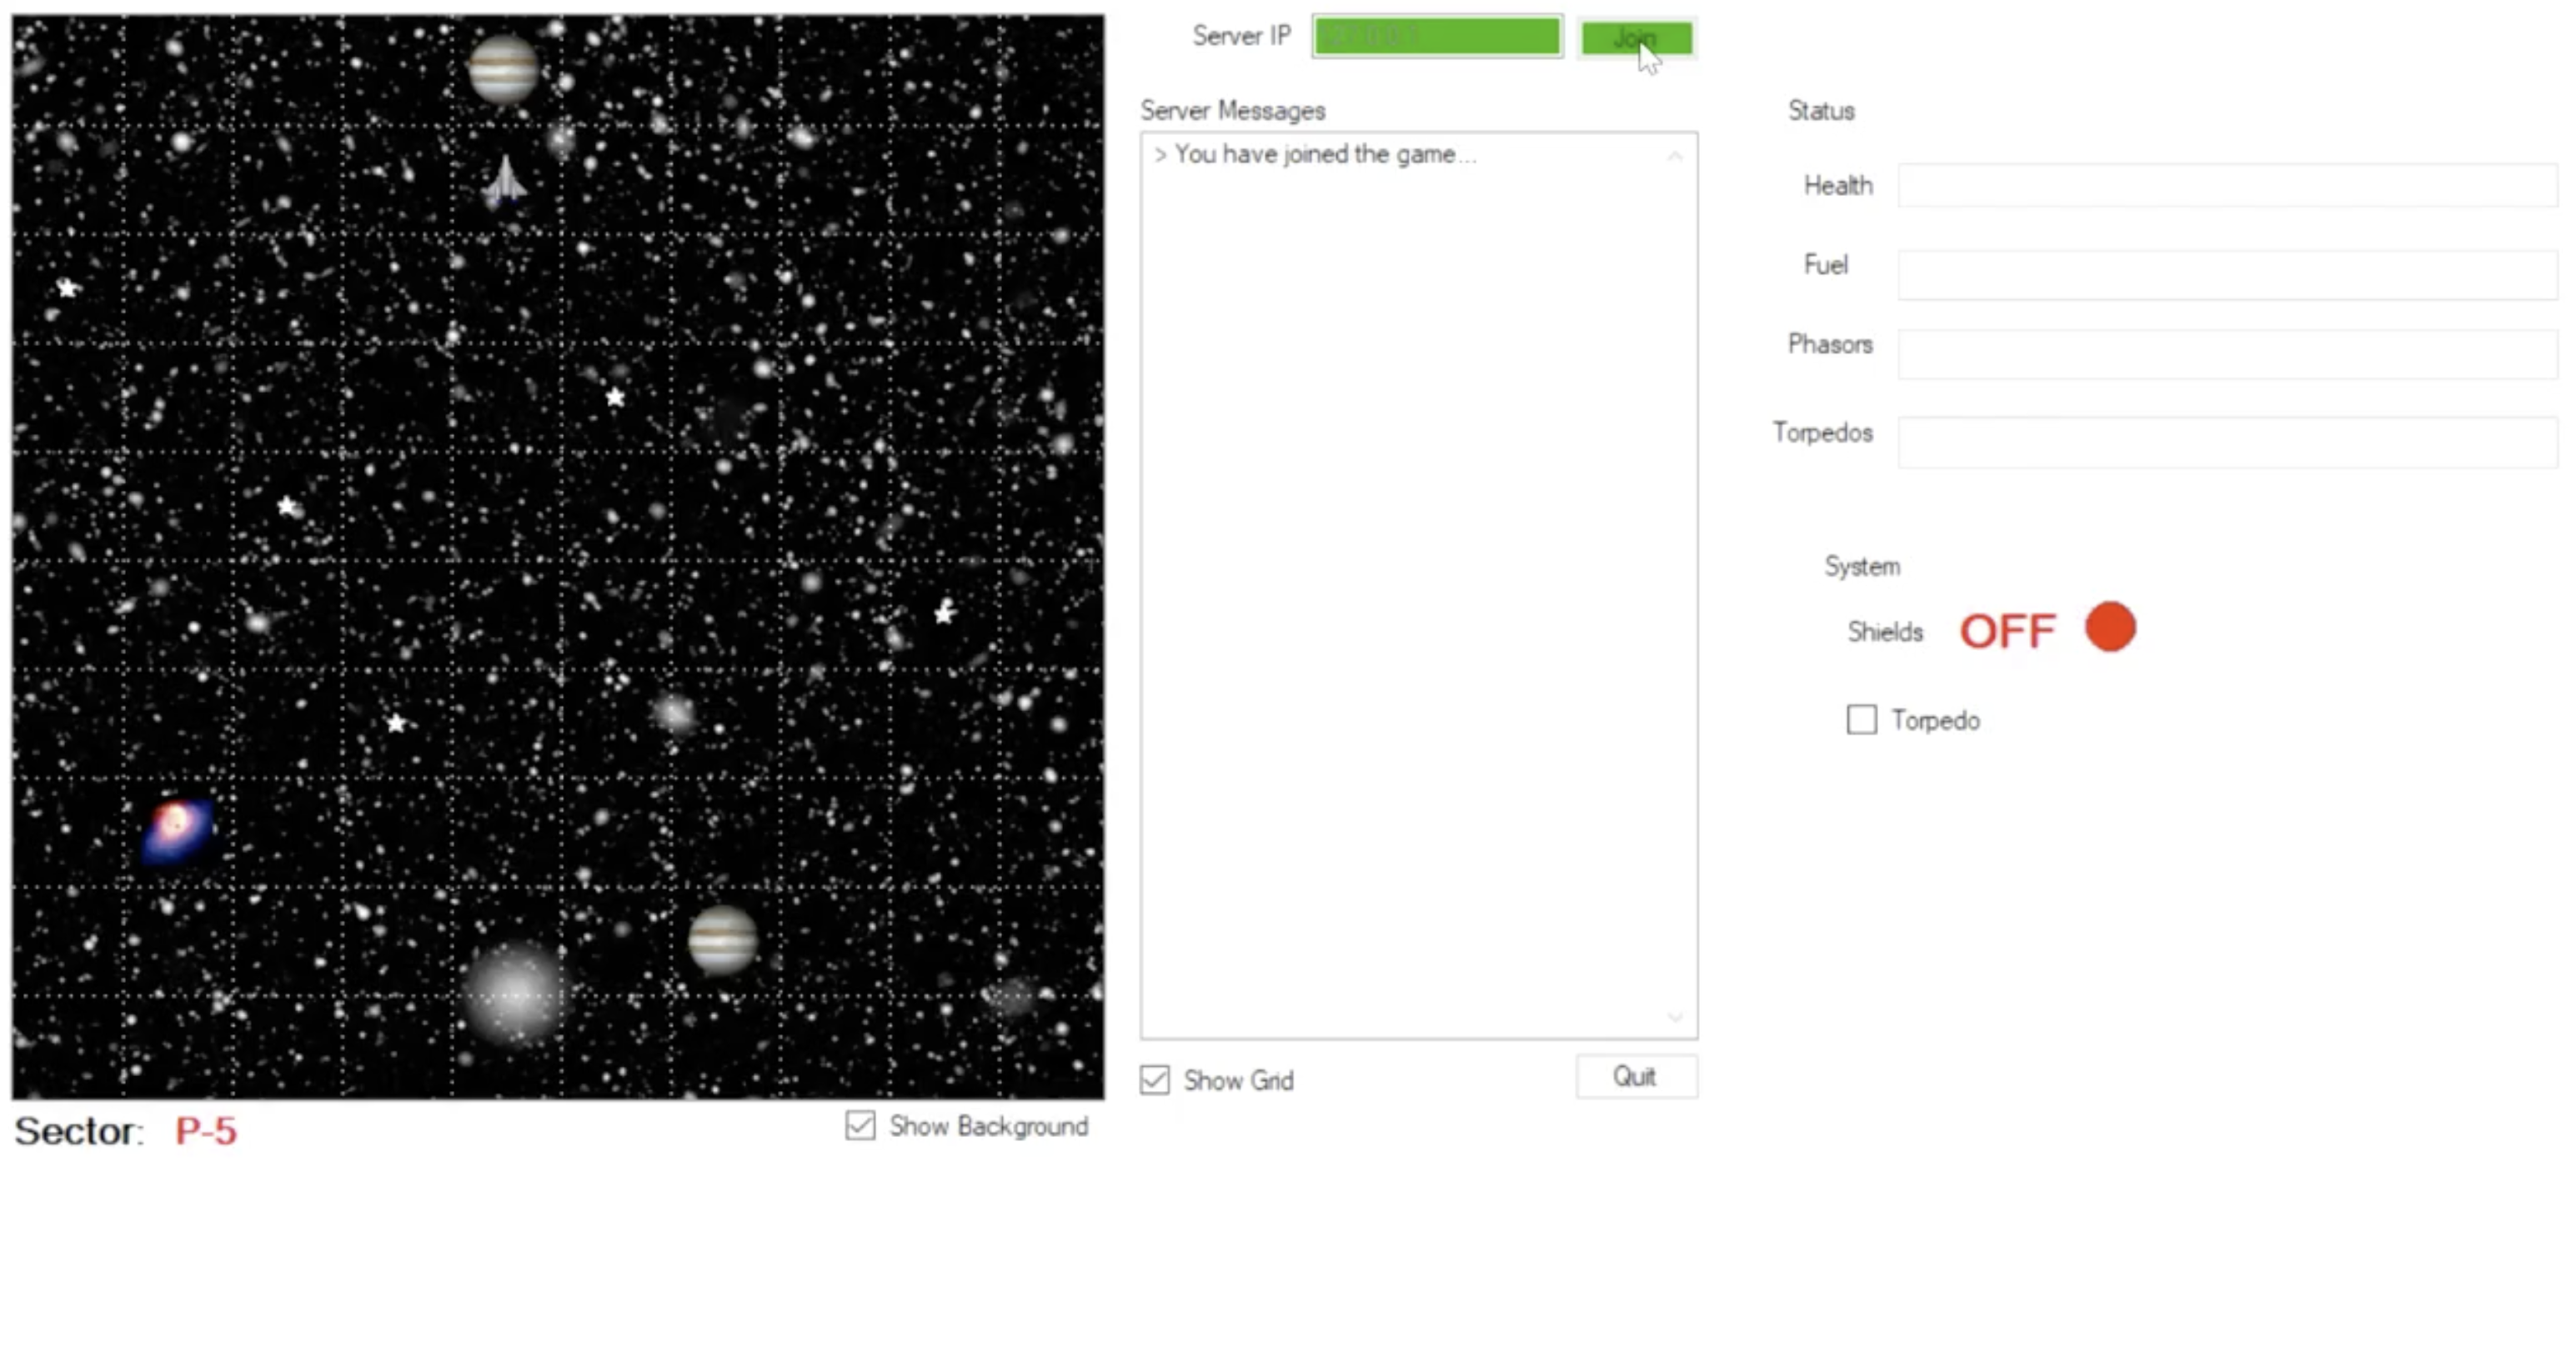 Server IP
Join
Server Messages
> You have joined the game...
Status
Health
Fuel
Phasors
Torpedos
System
Shields OFF
Torpedo
Show Grid
Quit
Sector: P-5
Show Background